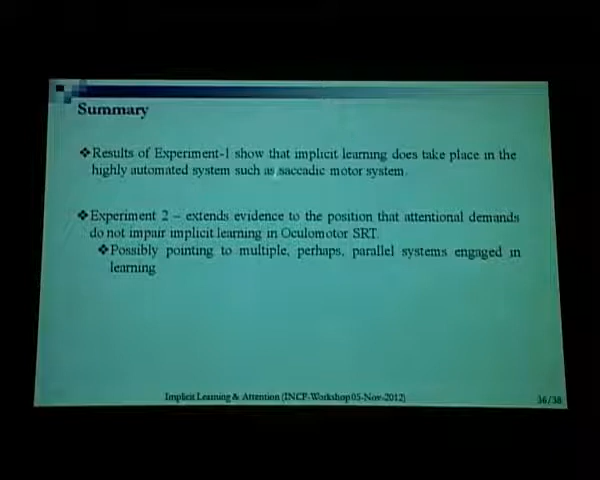 Summary
❖Results of Experiment-1 show that implicit learning does take place in the
highly automated system such as saccadic motor system.
❖Experiment 2 – extends evidence to the position that attentional demands
do not impair implicit learning in Oculomotor SRT.
❖Possibly pointing to multiple, perhaps, parallel systems engaged in
learning
Implicit Learning & Attention (INCF-Workshop 05-Nov-2012)
36/38